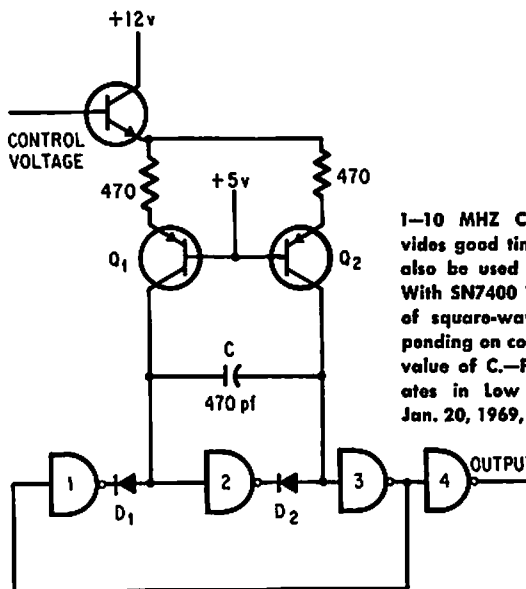 +12v
CONTROL
VOLTAGE
470
+5v
470
Q1
Q2
C
470 pf
1
D1
2
D2
3
4
OUTPUT
1–10 MHZ
vides good
also be used
With SN7400
of square-wav
pending on
value of C.—
ates in Low
Jan. 20, 1969,